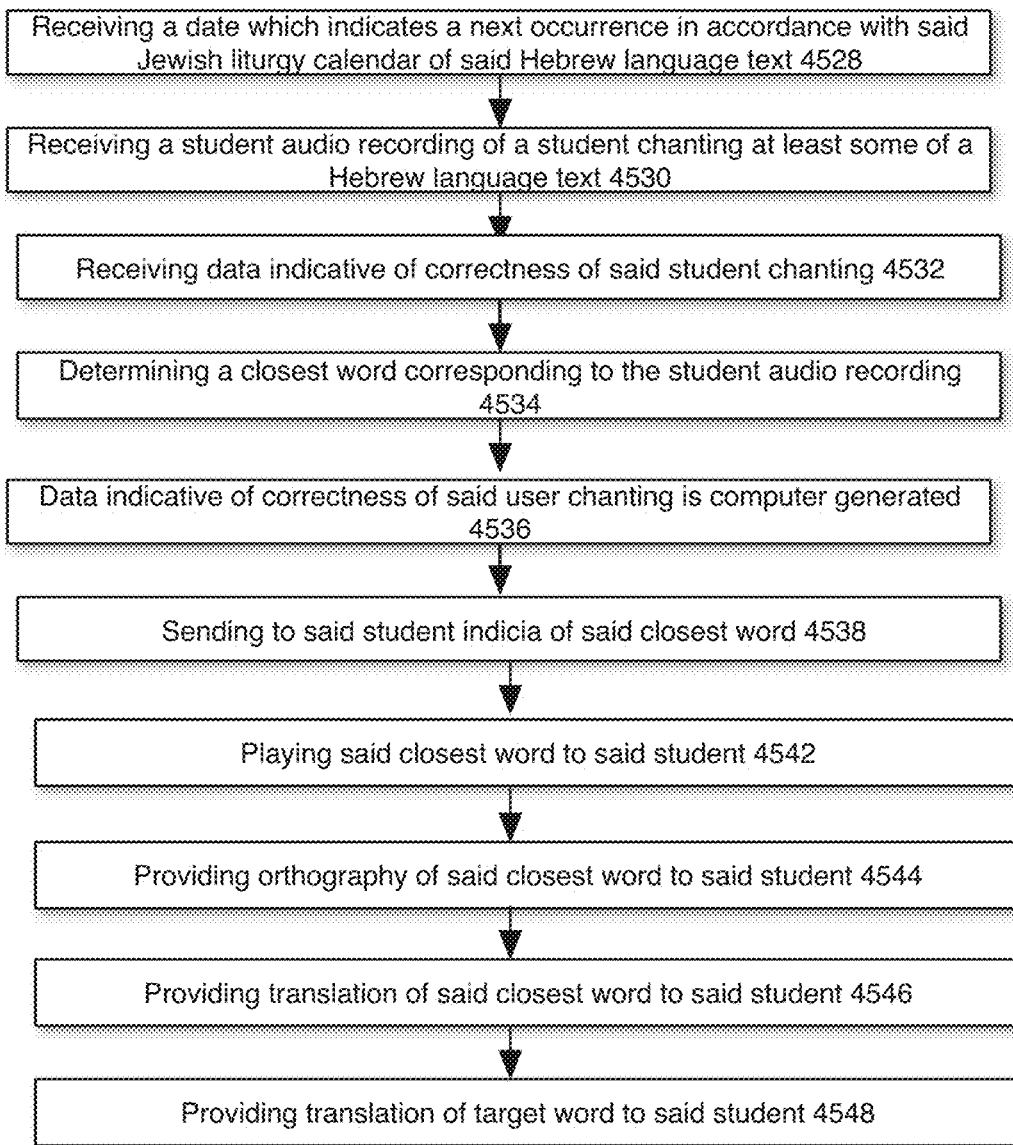 Receiving a date which indicates a next occurrence in accordance with said
Jewish liturgy calendar of said Hebrew language text 4528
Receiving a student audio recording of a student chanting at least some of a
Hebrew language text 4530
Receiving data indicative of correctness of said student chanting 4532
Determining a closest word corresponding to the student audio recording
4534
Data indicative of correctness of said user chanting is computer generated
4536
Sending to said student indicia of said closest word 4538
Playing said closest word to said student 4542
Providing orthography of said closest word to said student 4544
Providing translation of said closest word to said student 4546
Providing translation of target word to said student 4548